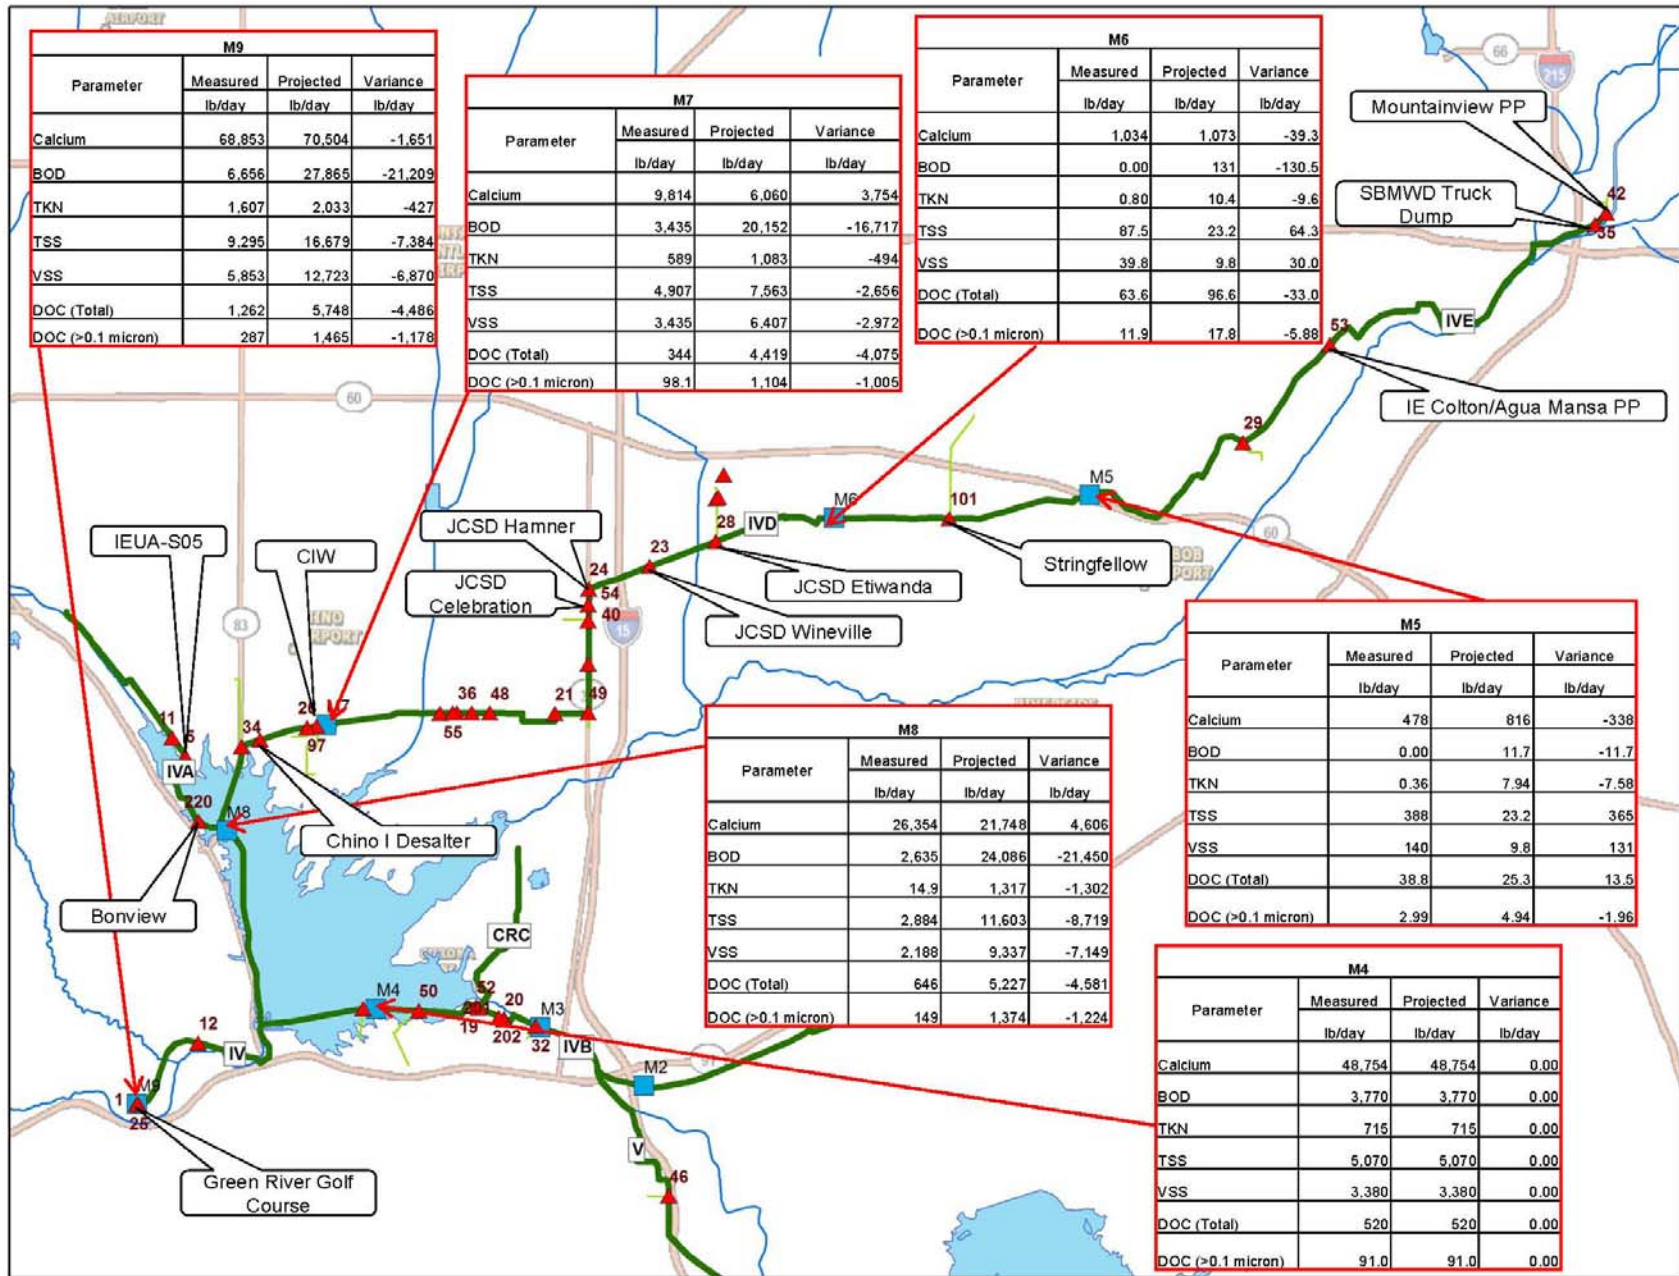 AIRPORT
M9
Parameter Measured Projected Variance
lb/day lb/day lb/day
Calcium 68,853 70,504 -1,651
BOD 6,656 27,865 -21,209
TKN 1,607 2,033 -427
TSS 9,295 16,679 -7,384
VSS 5,853 12,723 -6,870
DOC (Total) 1,262 5,748 -4,486
DOC (>0.1 micron) 287 1,465 -1,178
M7
Parameter Measured Projected Variance
lb/day lb/day lb/day
Calcium 9,814 6,060 3,754
BOD 3,435 20,152 -16,717
TKN 589 1,083 -494
TSS 4,907 7,563 -2,656
VSS 3,435 6,407 -2,972
DOC (Total) 344 4,419 -4,075
DOC (>0.1 micron) 98.1 1,104 -1,005
M6
Parameter Measured Projected Variance
lb/day lb/day lb/day
Calcium 1,034 1,073 -39.3
BOD 0.00 131 -130.5
TKN 0.80 10.4 -9.6
TSS 87.5 23.2 64.3
VSS 39.8 9.8 30.0
DOC (Total) 63.6 96.6 -33.0
DOC (>0.1 micron) 11.9 17.8 -5.88
66
215
Mountainview PP
SBMWD Truck
Dump
42
35
IVE
53
IE Colton/Agua Mansa PP
29
60
M5
M6
101
IVD
28
60
Stringfellow
JCSD Etiwanda
23
JCSD Wineville
JCSD Hamner
24
JCSD
Celebration
54
40
15
IEUA-S05
CIW
83
11
5
34
97
36
48
55
21
49
IVA
220
M8
Chino I Desalter
Bonview
M5
Parameter Measured Projected Variance
lb/day lb/day lb/day
Calcium 478 816 -338
BOD 0.00 11.7 -11.7
TKN 0.36 7.94 -7.58
TSS 388 23.2 365
VSS 140 9.8 131
DOC (Total) 38.8 25.3 13.5
DOC (>0.1 micron) 2.99 4.94 -1.96
M8
Parameter Measured Projected Variance
lb/day lb/day lb/day
Calcium 26,354 21,748 4,606
BOD 2,635 24,086 -21,450
TKN 14.9 1,317 -1,302
TSS 2,884 11,603 -8,719
VSS 2,188 9,337 -7,149
DOC (Total) 646 5,227 -4,581
DOC (>0.1 micron) 149 1,374 -1,224
CRC
M4
50
52
201
20
19
202
M3
32
IVB
M2
91
12
IV
M9
1
25
Green River Golf
Course
V
46
M4
Parameter Measured Projected Variance
lb/day lb/day lb/day
Calcium 48,754 48,754 0.00
BOD 3,770 3,770 0.00
TKN 715 715 0.00
TSS 5,070 5,070 0.00
VSS 3,380 3,380 0.00
DOC (Total) 520 520 0.00
DOC (>0.1 micron) 91.0 91.0 0.00